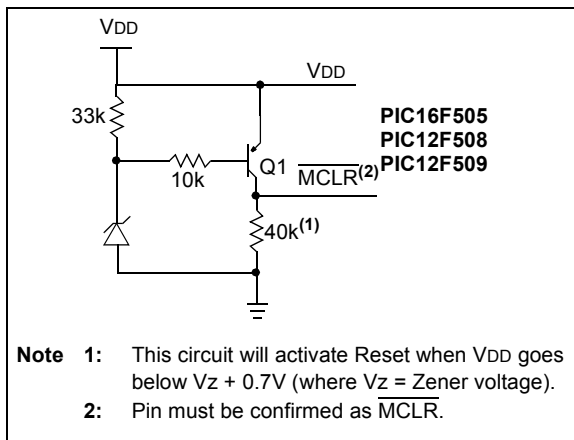 VDD
VDD
33k
PIC16F505
PIC12F508
Q1
MCLR(2) PIC12F509
10k
40k(1)
Note 1: This circuit will activate Reset when VDD goes
below Vz + 0.7V (where Vz = Zener voltage).
2: Pin must be confirmed as MCLR.